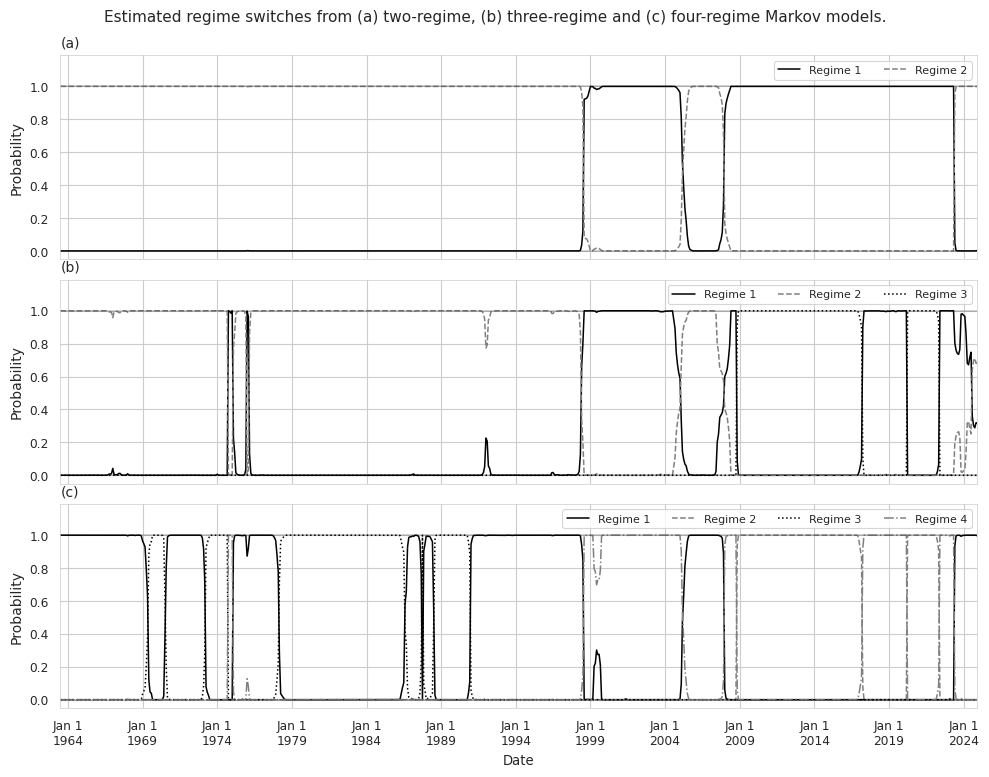 Estimated regime switches from (a) two-regime, (b) three-regime and (c) four-regime Markov models.
(a)
Regime 1 Regime 2
1.0
0.8
0.6
0.4
0.2
0.0
Probability
(b)
Regime 1 Regime 2 Regime 3
1.0
0.8
0.6
0.4
0.2
0.0
Probability
(c)
Regime 1 Regime 2 Regime 3 Regime 4
1.0
0.8
0.6
0.4
0.2
0.0
Probability
Jan 1 Jan 1 Jan 1 Jan 1 Jan 1 Jan 1 Jan 1 Jan 1 Jan 1 Jan 1 Jan 1 Jan 1 Jan 1
1964 1969 1974 1979 1984 1989 1994 1999 2004 2009 2014 2019 2024
Date